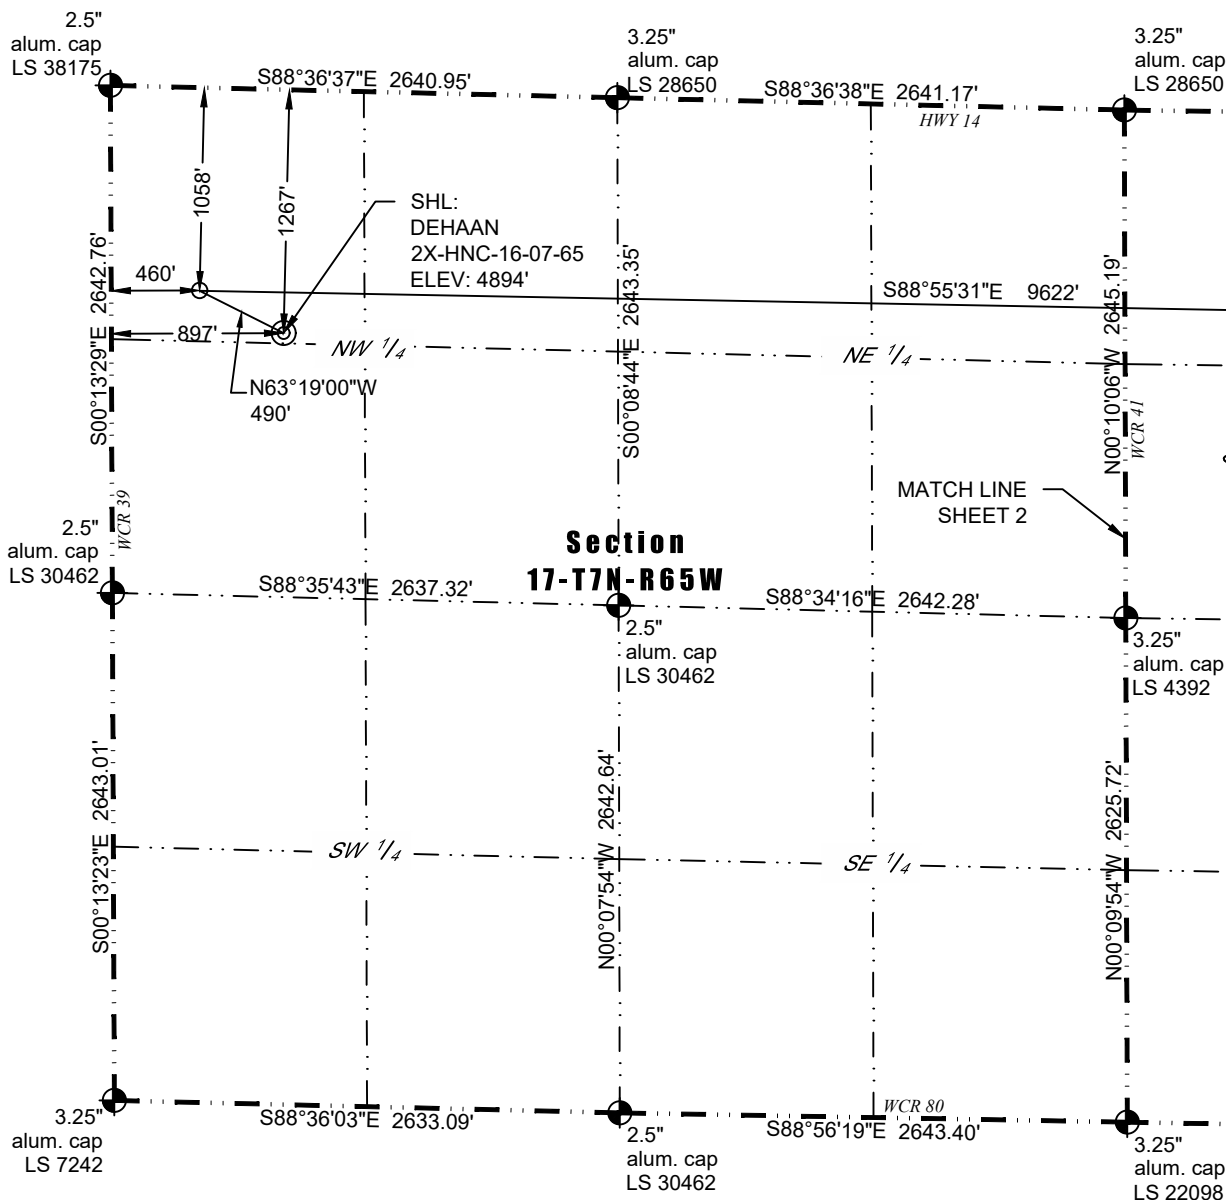 2.5"
alum. cap
LS 38175
3.25"
alum. cap
LS 28650
3.25"
alum. cap
LS 28650
S88°36'37"E 2640.95'
S88°36'38"E 2641.17'
HWY 14
1058'
1267'
SHL:
DEHAAN
2X-HNC-16-07-65
ELEV: 4894'
460'
897'
S88°55'31"E 9622'
S00°13'29"E 2642.76'
S00°08'44"E 2643.35'
N00°10'06"W 2645.19'
NW 1/4
NE 1/4
N63°19'00"W
490'
WCR 41
WCR 39
MATCH LINE
SHEET 2
2.5"
alum. cap
LS 30462
Section
17-T7N-R65W
S88°35'43"E 2637.32'
S88°34'16"E 2642.28'
2.5"
alum. cap
LS 30462
3.25"
alum. cap
LS 4392
S00°13'23"E 2643.01'
N00°07'54"W 2642.64'
N00°09'54"W 2625.72'
SW 1/4
SE 1/4
3.25"
alum. cap
LS 7242
S88°36'03"E 2633.09'
WCR 80
S88°56'19"E 2643.40'
2.5"
alum. cap
LS 30462
3.25"
alum. cap
LS 22098